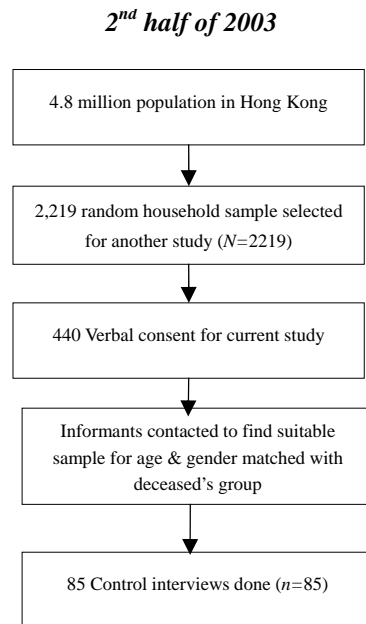 2nd half of 2003
4.8 million population in Hong Kong
2,219 random household sample selected
for another study (N=2219)
440 Verbal consent for current study
Informants contacted to find suitable
sample for age & gender matched with
deceased's group
85 Control interviews done (n=85)